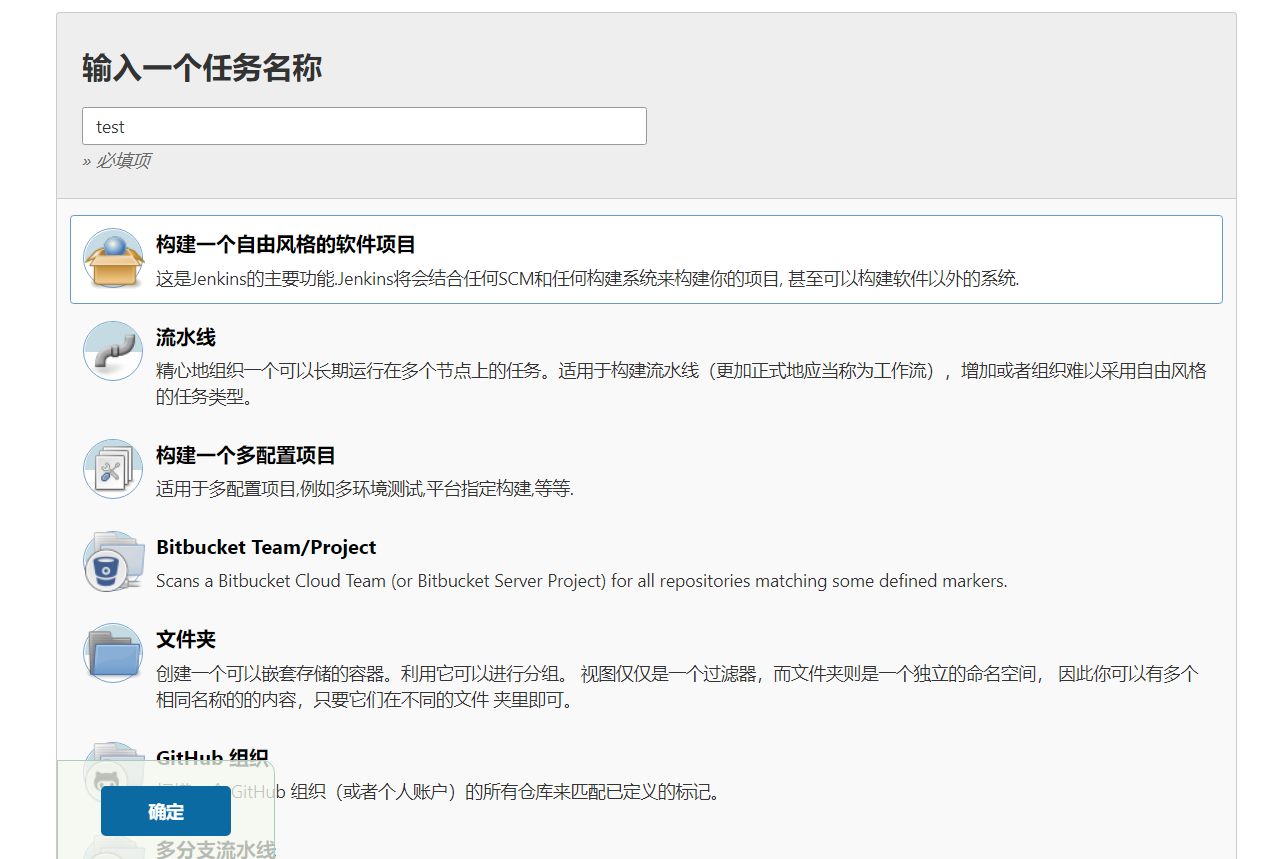 输入一个任务名称
test
» 必填项
构建一个自由风格的软件项目
这是Jenkins的主要功能.Jenkins将会结合任何SCM和任何构建系统来构建你的项目, 甚至可以构建软件以外的系统.
流水线
精心地组织一个可以长期运行在多个节点上的任务。适用于构建流水线（更加正式地应当称为工作流），增加或者组织难以采用自由风格
的任务类型。
构建一个多配置项目
适用于多配置项目,例如多环境测试,平台指定构建,等等.
Bitbucket Team/Project
Scans a Bitbucket Cloud Team (or Bitbucket Server Project) for all repositories matching some defined markers.
文件夹
创建一个可以嵌套存储的容器。利用它可以进行分组。 视图仅仅是一个过滤器，而文件夹则是一个独立的命名空间， 因此你可以有多个
相同名称的的内容，只要它们在不同的文件 夹里即可。
GitHub 组织
GitHub 组织（或者个人账户）的所有仓库来匹配已定义的标记。
确定
多分支流水线